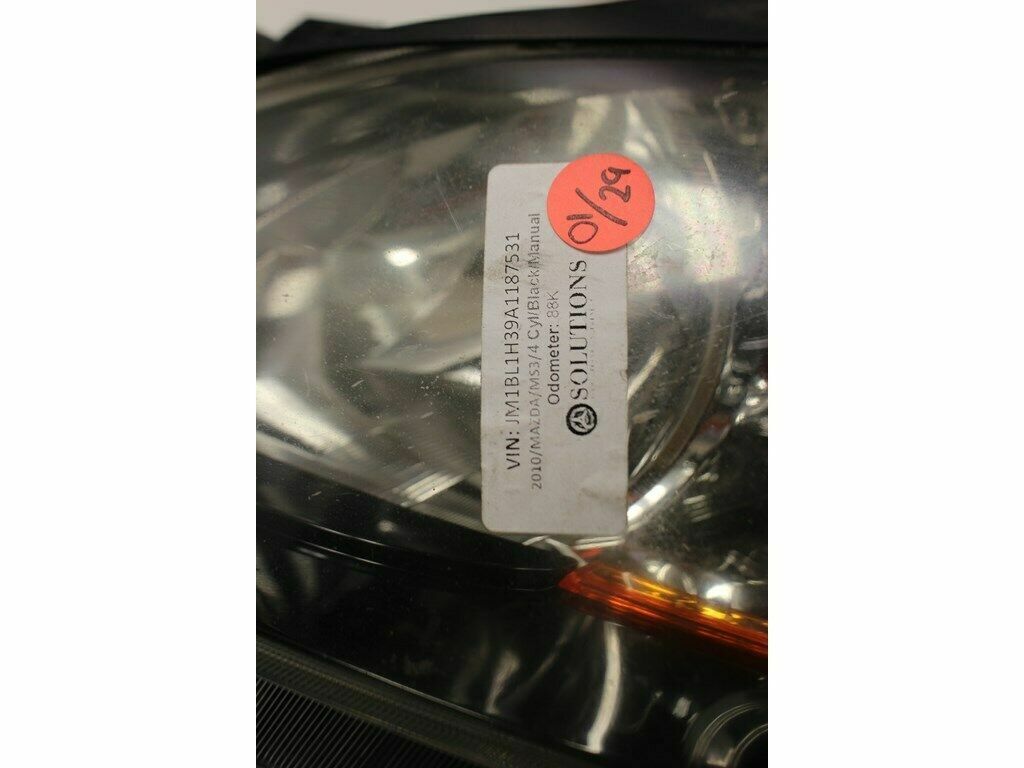 VIN: JM1BL1H39A1187531
2010/MAZDA/MS3/4 Cyl/Black/Manual
Odometer: 88K
SOLUTIONS
01/29